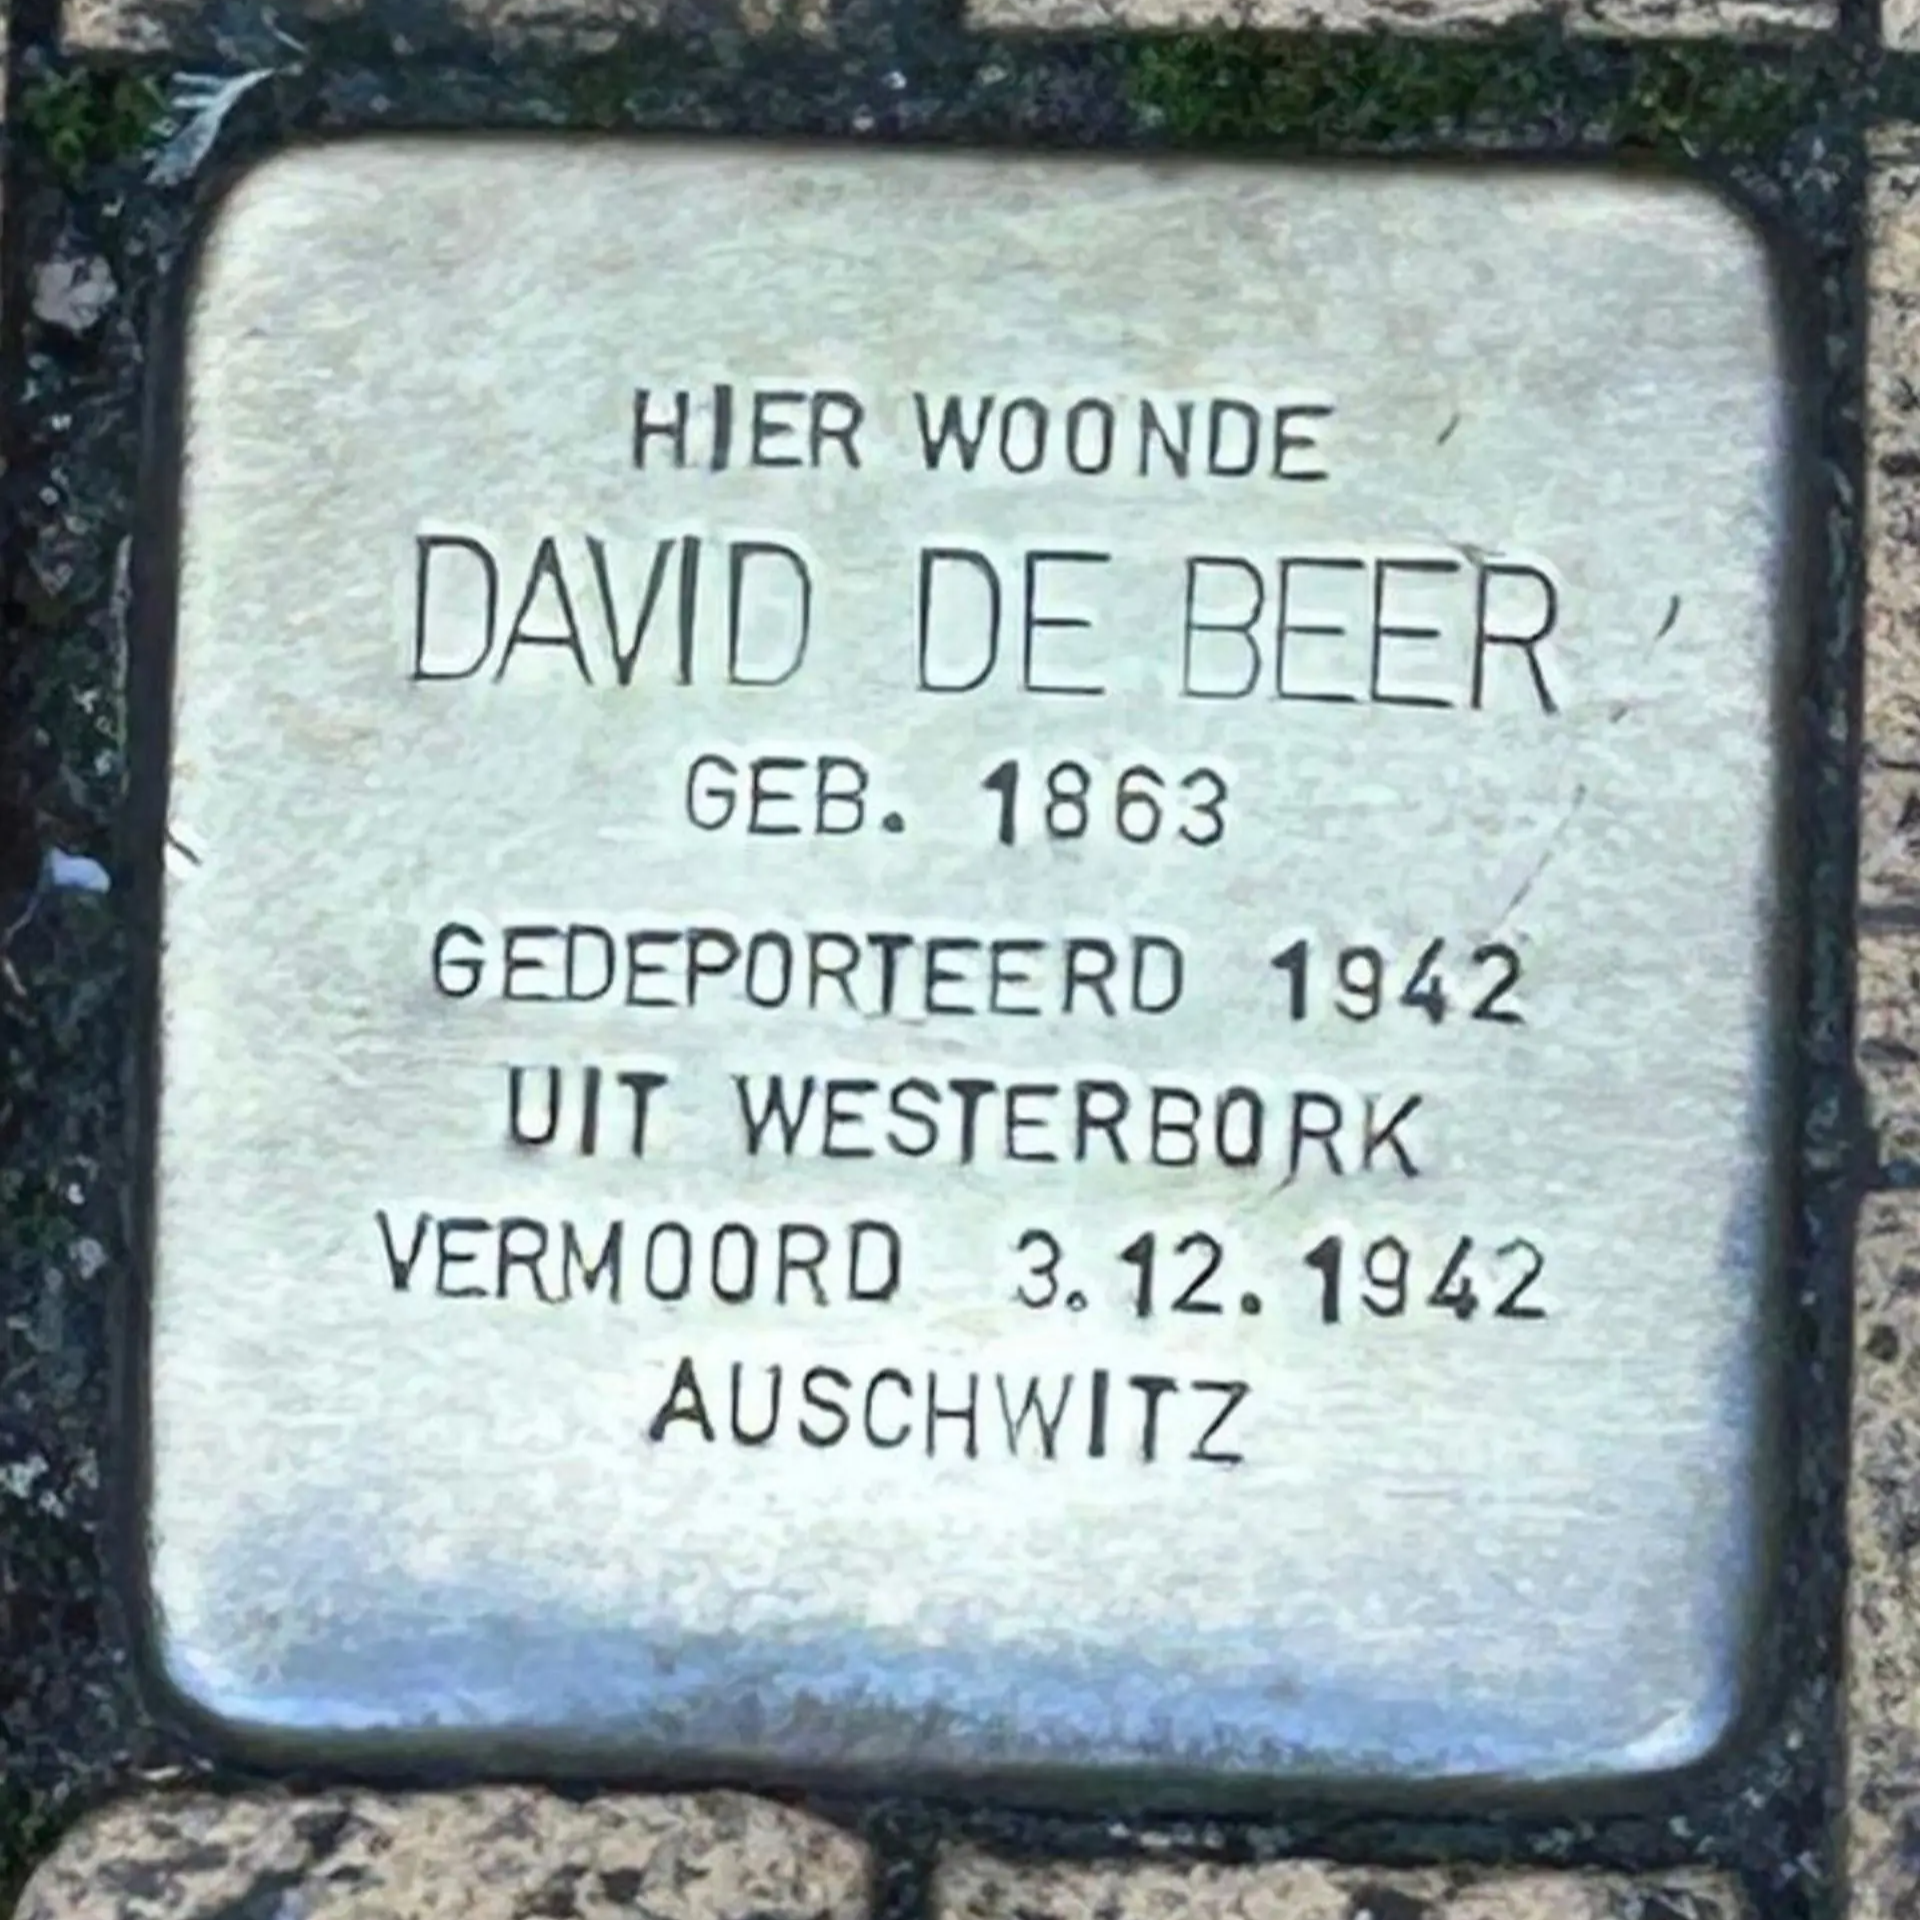 HIER WOONDE
DAVID DE BEER
GEB. 1863
GEDEPORTEERD 1942
UIT WESTERBORK
VERMOORD 3.12.1942
AUSCHWITZ